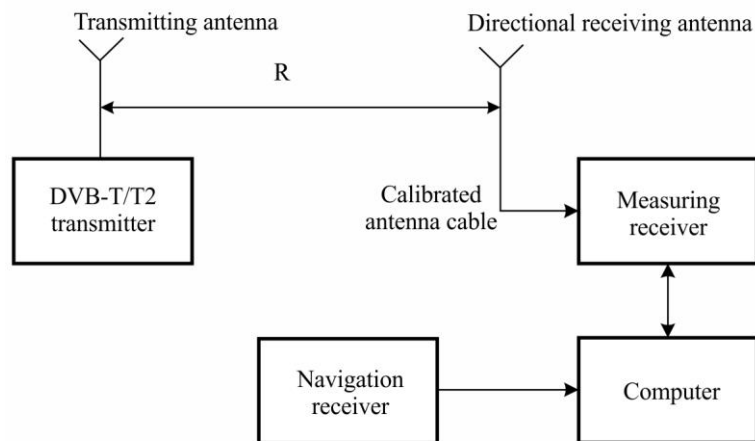 Transmitting antenna
Directional receiving antenna
R
DVB-T/T2
transmitter
Calibrated
antenna cable
Measuring
receiver
Navigation
receiver
Computer